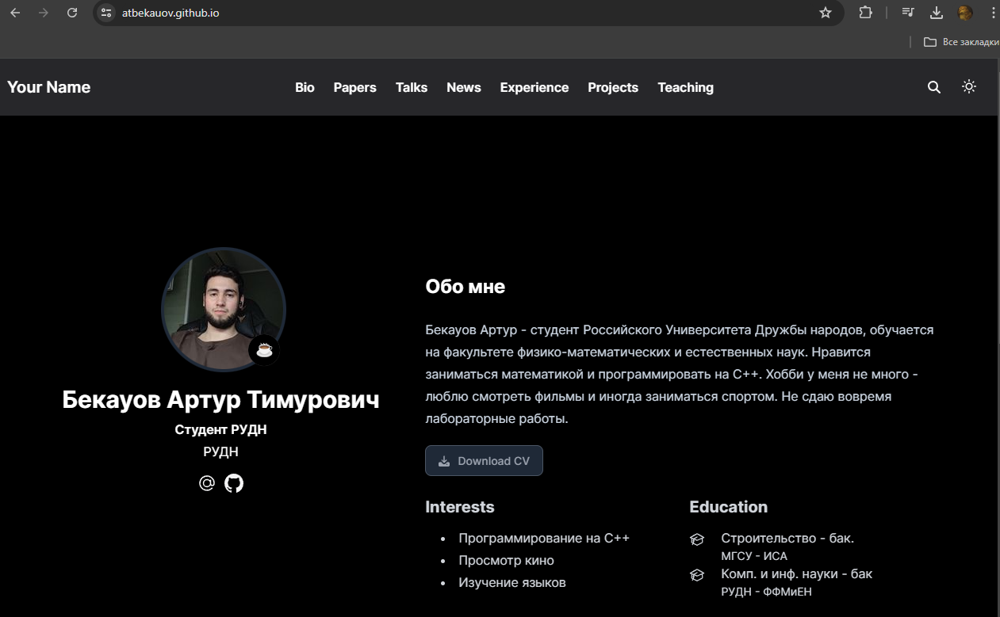 atbekauov.github.io
Все закладки
Your Name
Bio Papers Talks News Experience Projects Teaching
Обо мне
Бекауов Артур - студент Российского Университета Дружбы народов, обучается
на факультете физико-математических и естественных наук. Нравится
заниматься математикой и программировать на C++. Хобби у меня не много -
люблю смотреть фильмы и иногда заниматься спортом. Не сдаю вовремя
лабораторные работы.
Бекауов Артур Тимурович
Студент РУДН
РУДН
Download CV
Interests
Программирование на C++
Просмотр кино
Изучение языков
Education
Строительство - бак.
МГСУ - ИСА
Комп. и инф. науки - бак
РУДН - ФФМиЕН